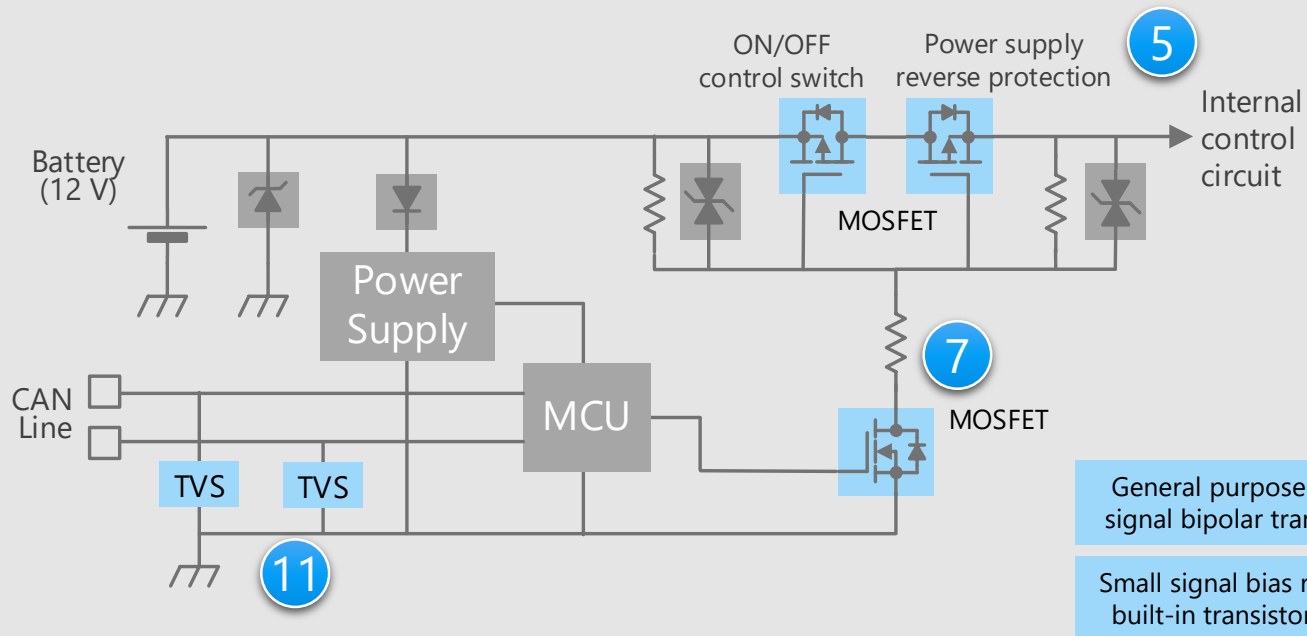 ON/OFF
control switch
Power supply
reverse protection
5
Internal
control
circuit
Battery
(12 V)
MOSFET
Power
Supply
7
CAN
Line
MCU
MOSFET
TVS
TVS
11
General purpose
signal bipolar
Small signal bias
built-in transistor